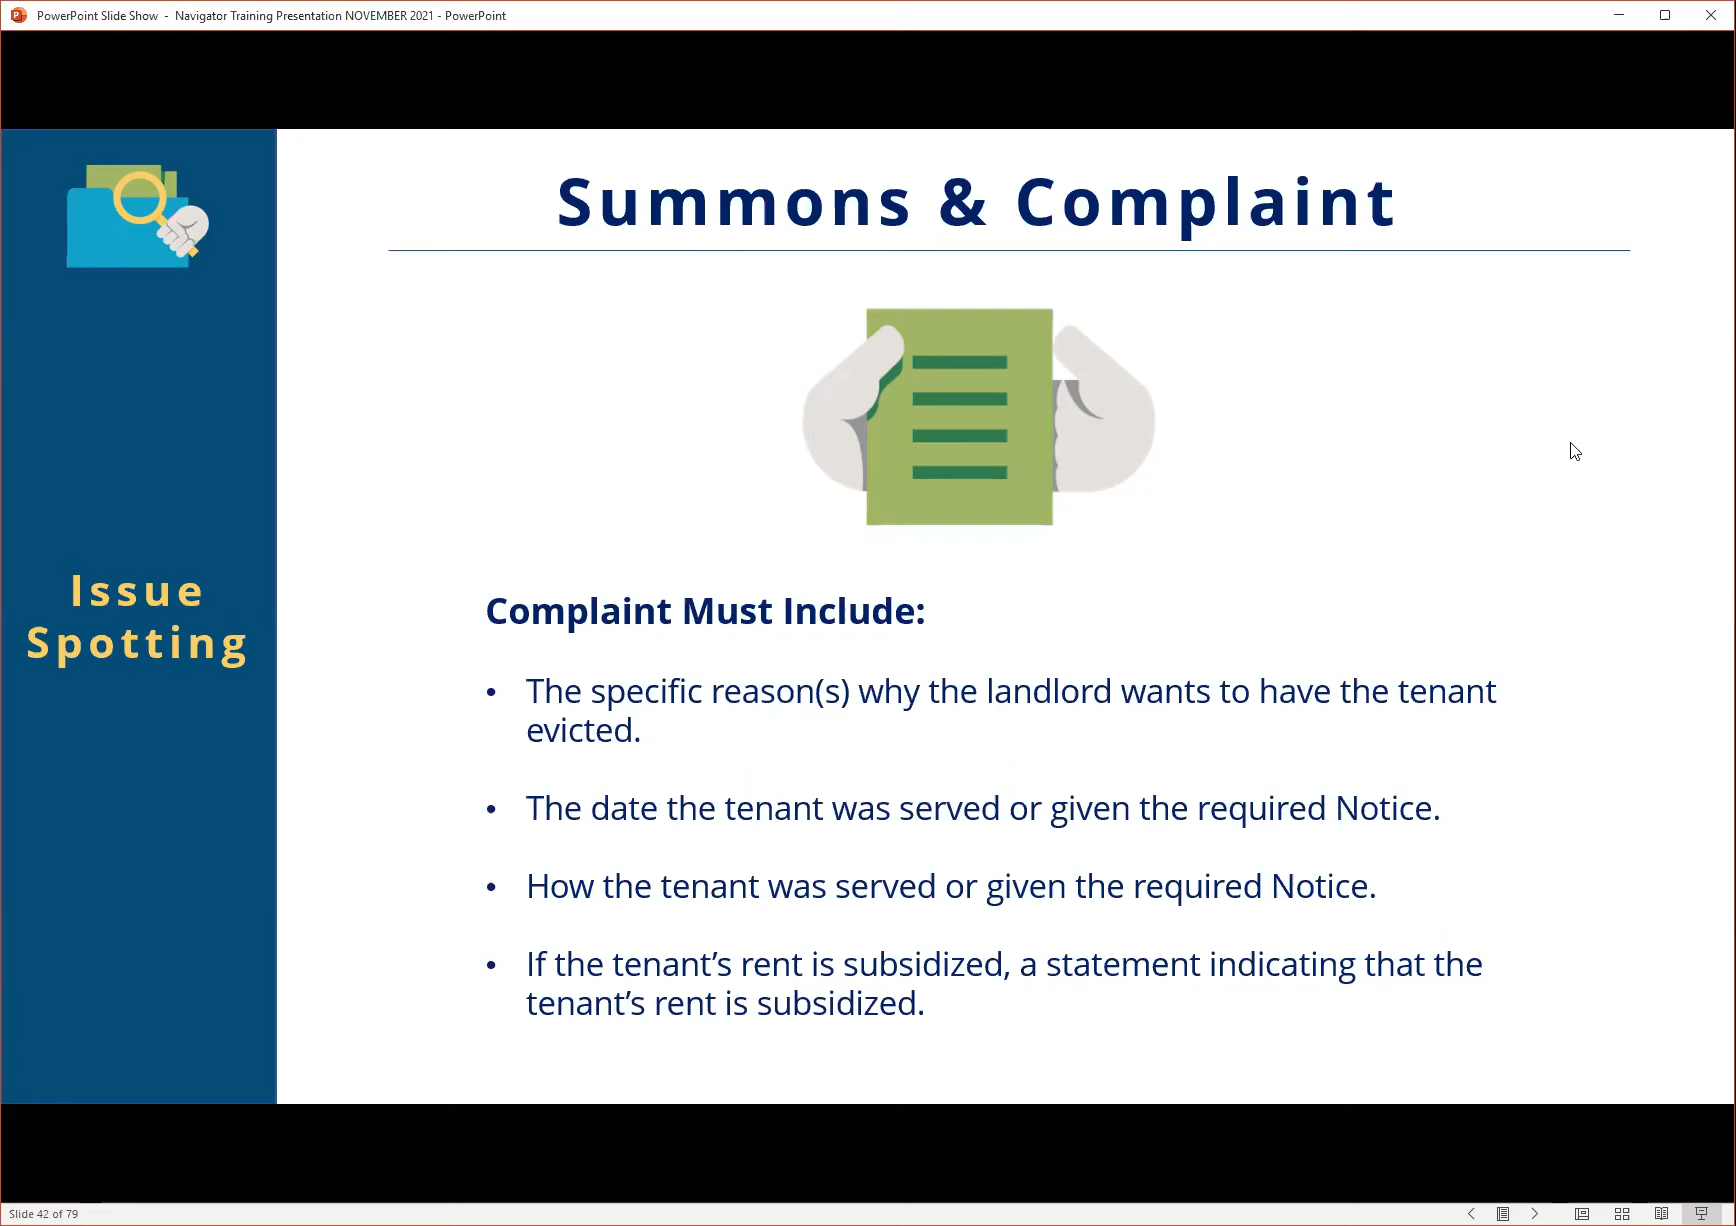 PowerPoint Slide Show - Navigator Training Presentation NOVEMBER 2021 - PowerPoint
Issue
Spotting
Summons & Complaint
Complaint Must Include:
• The specific reason(s) why the landlord wants to have the tenant
evicted.
• The date the tenant was served or given the required Notice.
• How the tenant was served or given the required Notice.
• If the tenant’s rent is subsidized, a statement indicating that the
tenant’s rent is subsidized.
Slide 42 of 79